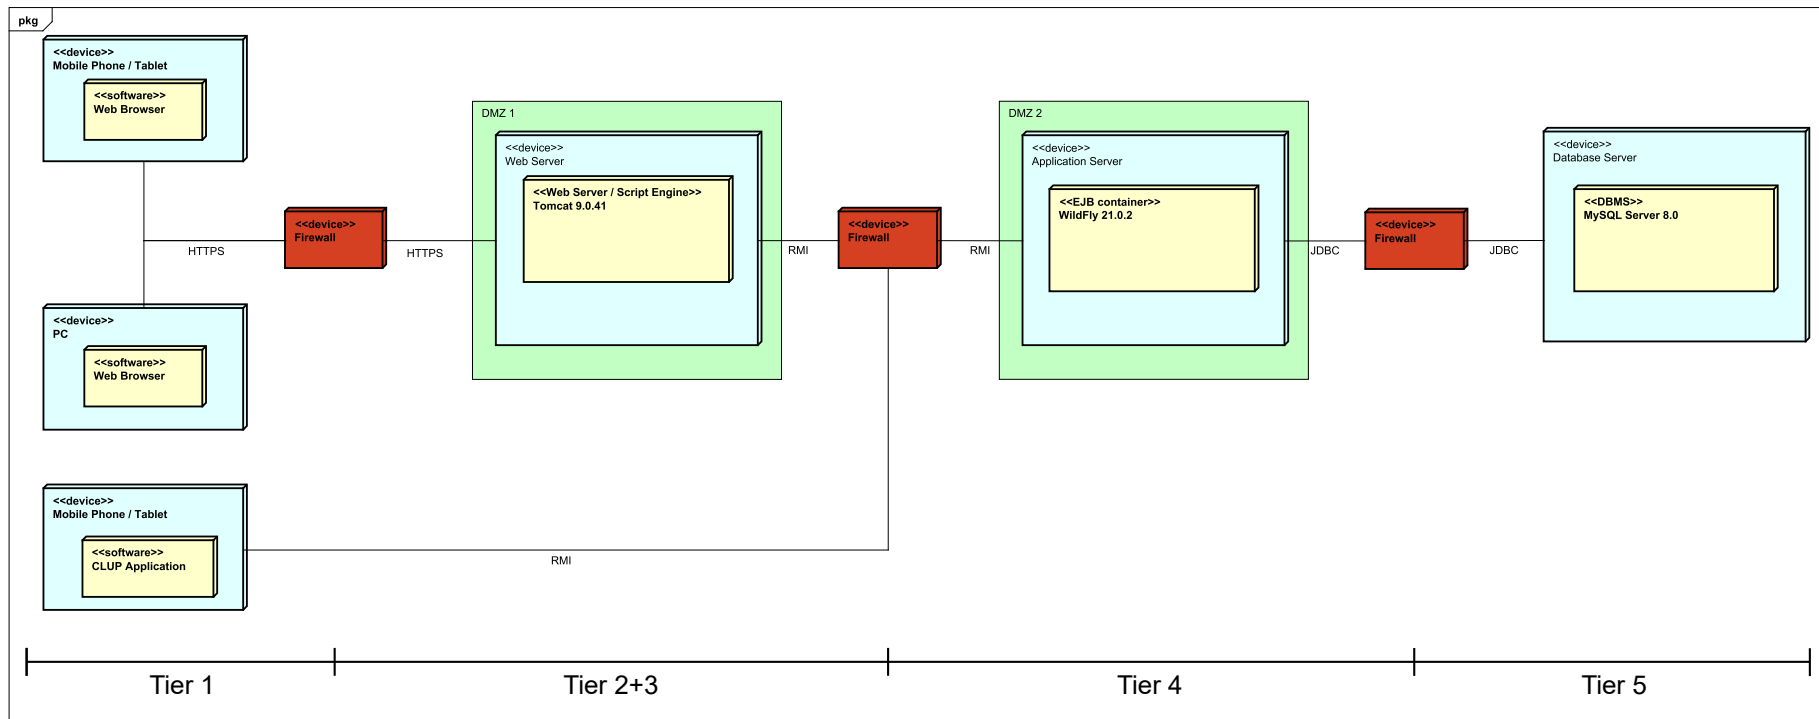 pkg
<<device>>
Mobile Phone / Tablet
<<software>>
Web Browser
HTTPS
<<device>>
PC
<<software>>
Web Browser
<<device>>
Mobile Phone / Tablet
<<software>>
CLUP Application
RMI
<<device>>
Firewall
HTTPS
DMZ 1
<<device>>
Web Server
<<Web Server / Script Engine>>
Tomcat 9.0.41
RMI
<<device>>
Firewall
RMI
DMZ 2
<<device>>
Application Server
<<EJB container>>
WildFly 21.0.2
JDBC
<<device>>
Firewall
JDBC
<<device>>
Database Server
<<DBMS>>
MySQL Server 8.0
Tier 1
Tier 2+3
Tier 4
Tier 5